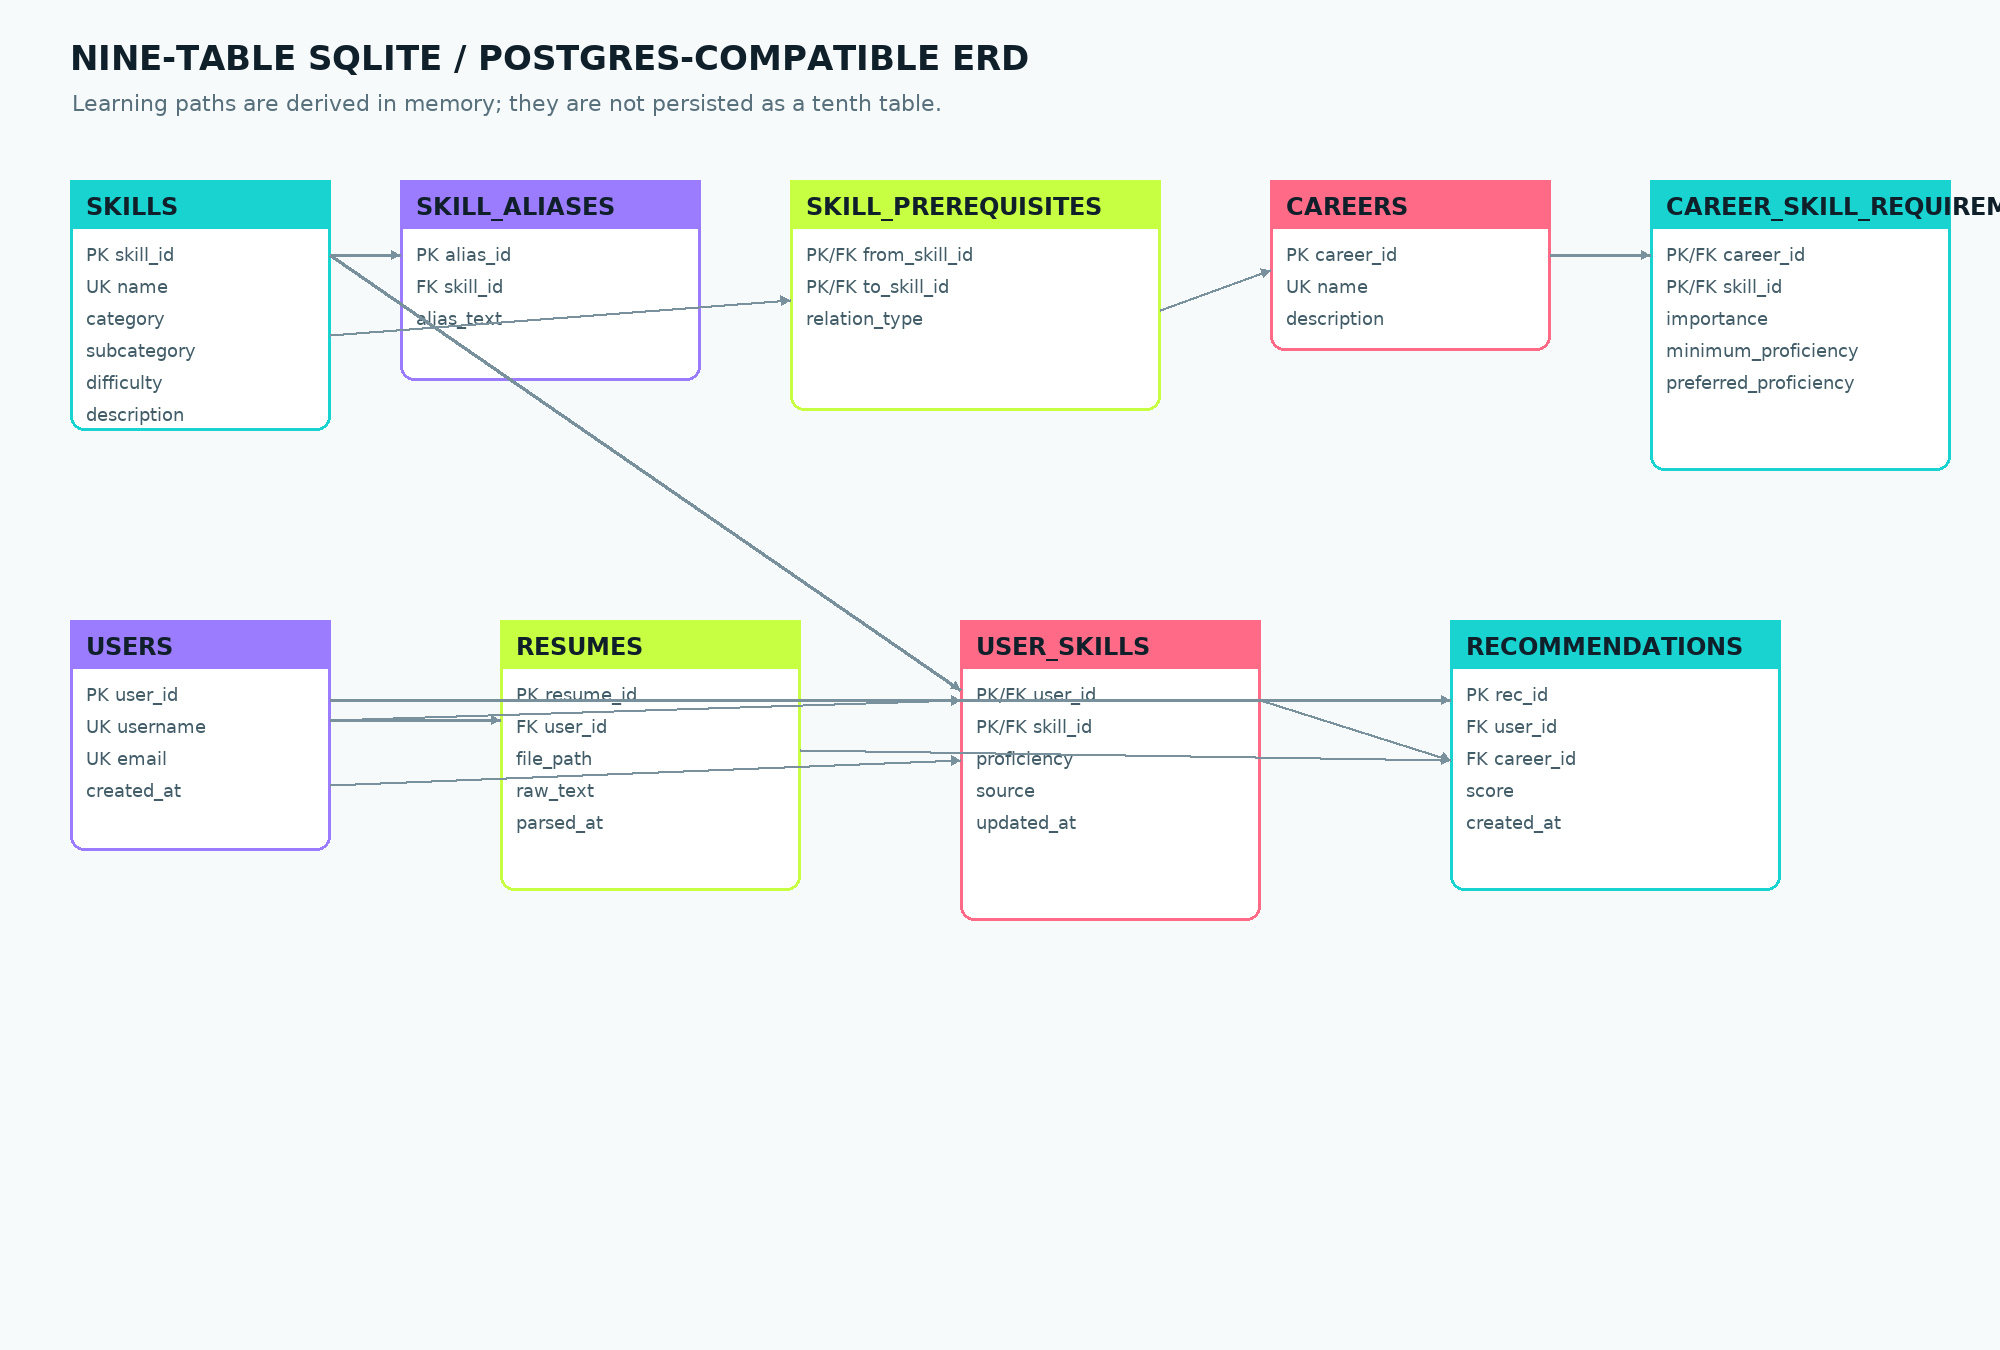 NINE-TABLE SQLITE / POSTGRES-COMPATIBLE ERD
Learning paths are derived in memory; they are not persisted as a tenth table.
SKILLS
PK skill_id
UK name
category
subcategory
difficulty
description
SKILL_ALIASES
PK alias_id
FK skill_id
alias_text
SKILL_PREREQUISITES
PK/FK from_skill_id
PK/FK to_skill_id
relation_type
CAREERS
PK career_id
UK name
description
CAREER_SKILL_REQUIREM
PK/FK career_id
PK/FK skill_id
importance
minimum_proficiency
preferred_proficiency
USERS
PK user_id
UK username
UK email
created_at
RESUMES
PK resume_id
FK user_id
file_path
raw_text
parsed_at
USER_SKILLS
PK/FK user_id
PK/FK skill_id
proficiency
source
updated_at
RECOMMENDATIONS
PK rec_id
FK user_id
FK career_id
score
created_at